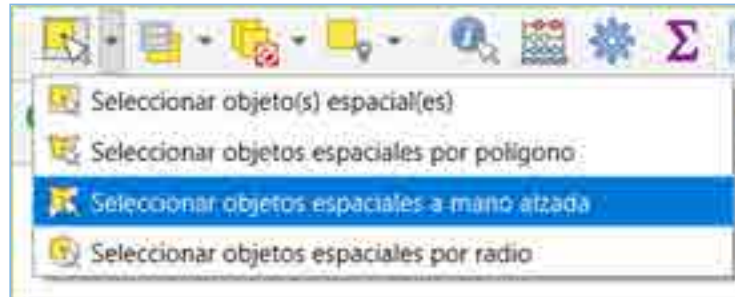 Seleccionar objeto(s) espacial(es)
Seleccionar objetos espaciales por polígono
Seleccionar objetos espaciales a mano alzada
Seleccionar objetos espaciales por radio